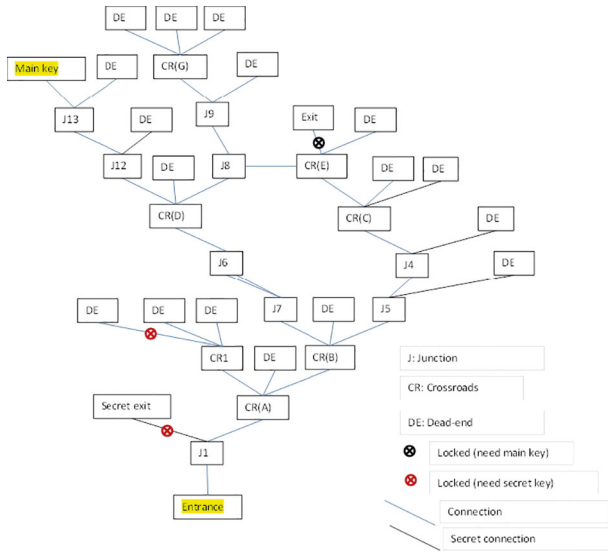 DE DE DE
Main key DE CR(G) DE
J13 DE J9 Exit DE
J12 DE J8 CR(E) DE DE
CR(D) CR(C) DE
J6 J4 DE
DE DE DE J7 DE J5
CR1 DE CR(B) J: Junction
Secret exit CR(A) CR: Crossroads
DE: Dead-end
J1 Locked (need main key)
Locked (need secret key)
Entrance Connection
Secret connection